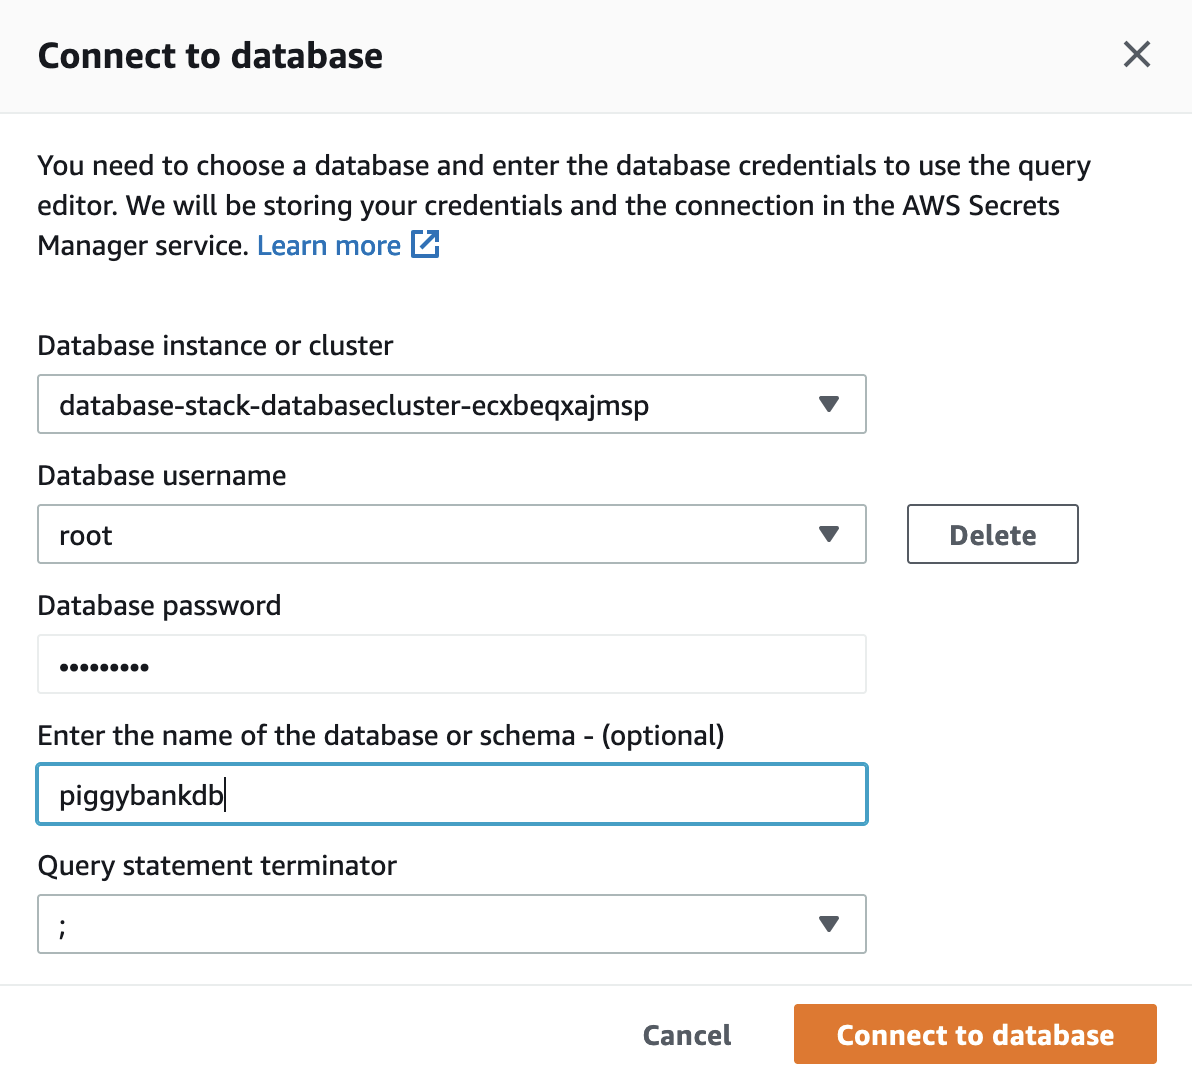 Connect to database
You need to choose a database and enter the database credentials to use the query
editor. We will be storing your credentials and the connection in the AWS Secrets
Manager service. Learn more
Database instance or cluster
database-stack-databasecluster-ecxbeqxajmsp
Database username
root
Delete
Database password
•••••••••
Enter the name of the database or schema - (optional)
piggybankdb
Query statement terminator
;
Cancel
Connect to database